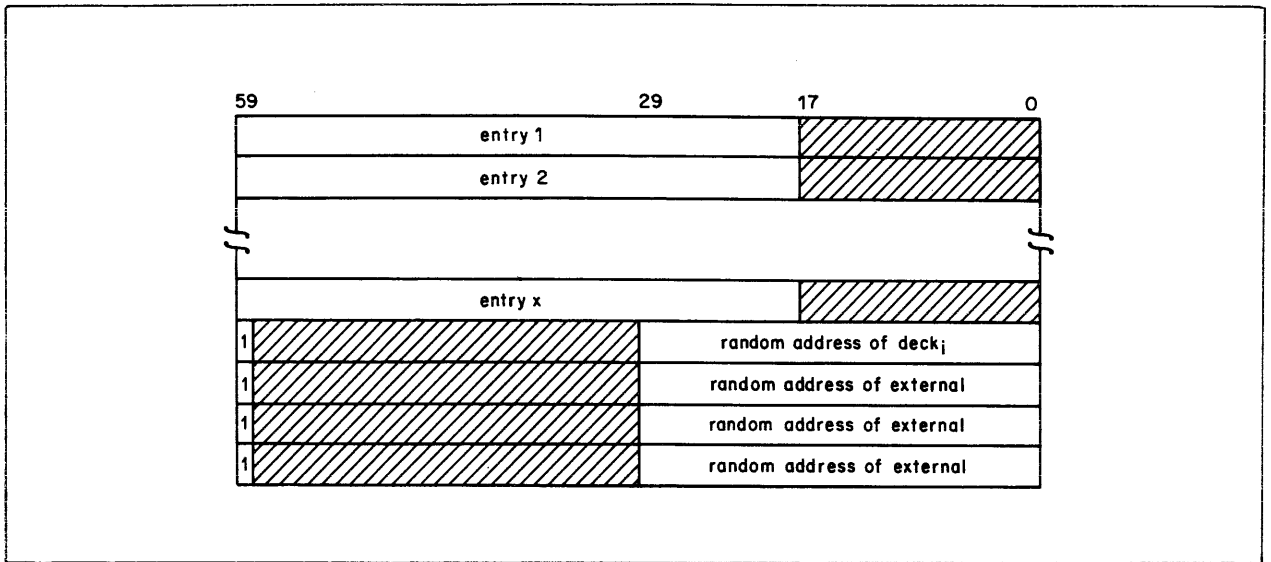 59 29 17 0
entry 1
entry 2
entry x
1 random address of deckᵢ
1 random address of external
1 random address of external
1 random address of external